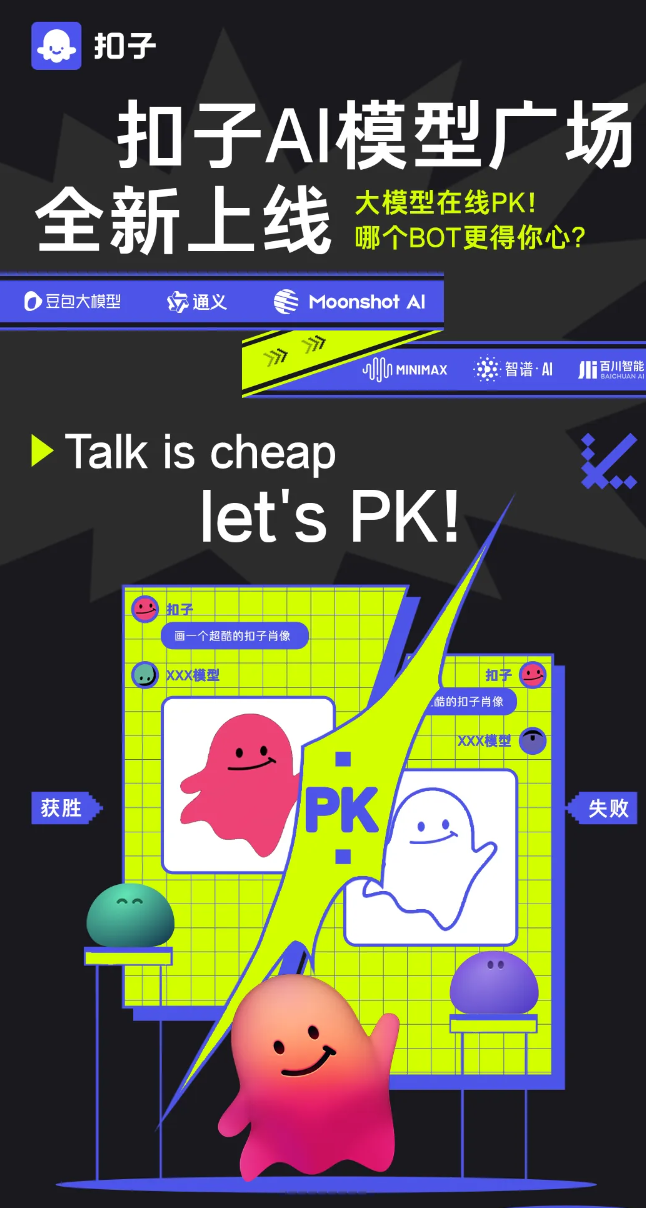 扣子
扣子AI模型广场
全新上线
大模型在线PK!
哪个BOT更得你心?
豆包大模型 通义 Moonshot AI
MINIMAX 智谱·AI 百川智能
BAICHUAN AI
Talk is cheap
let's PK!
扣子
画一个超酷的扣子肖像
XXX模型
扣子
酷的扣子肖像
XXX模型
PK
获胜
失败